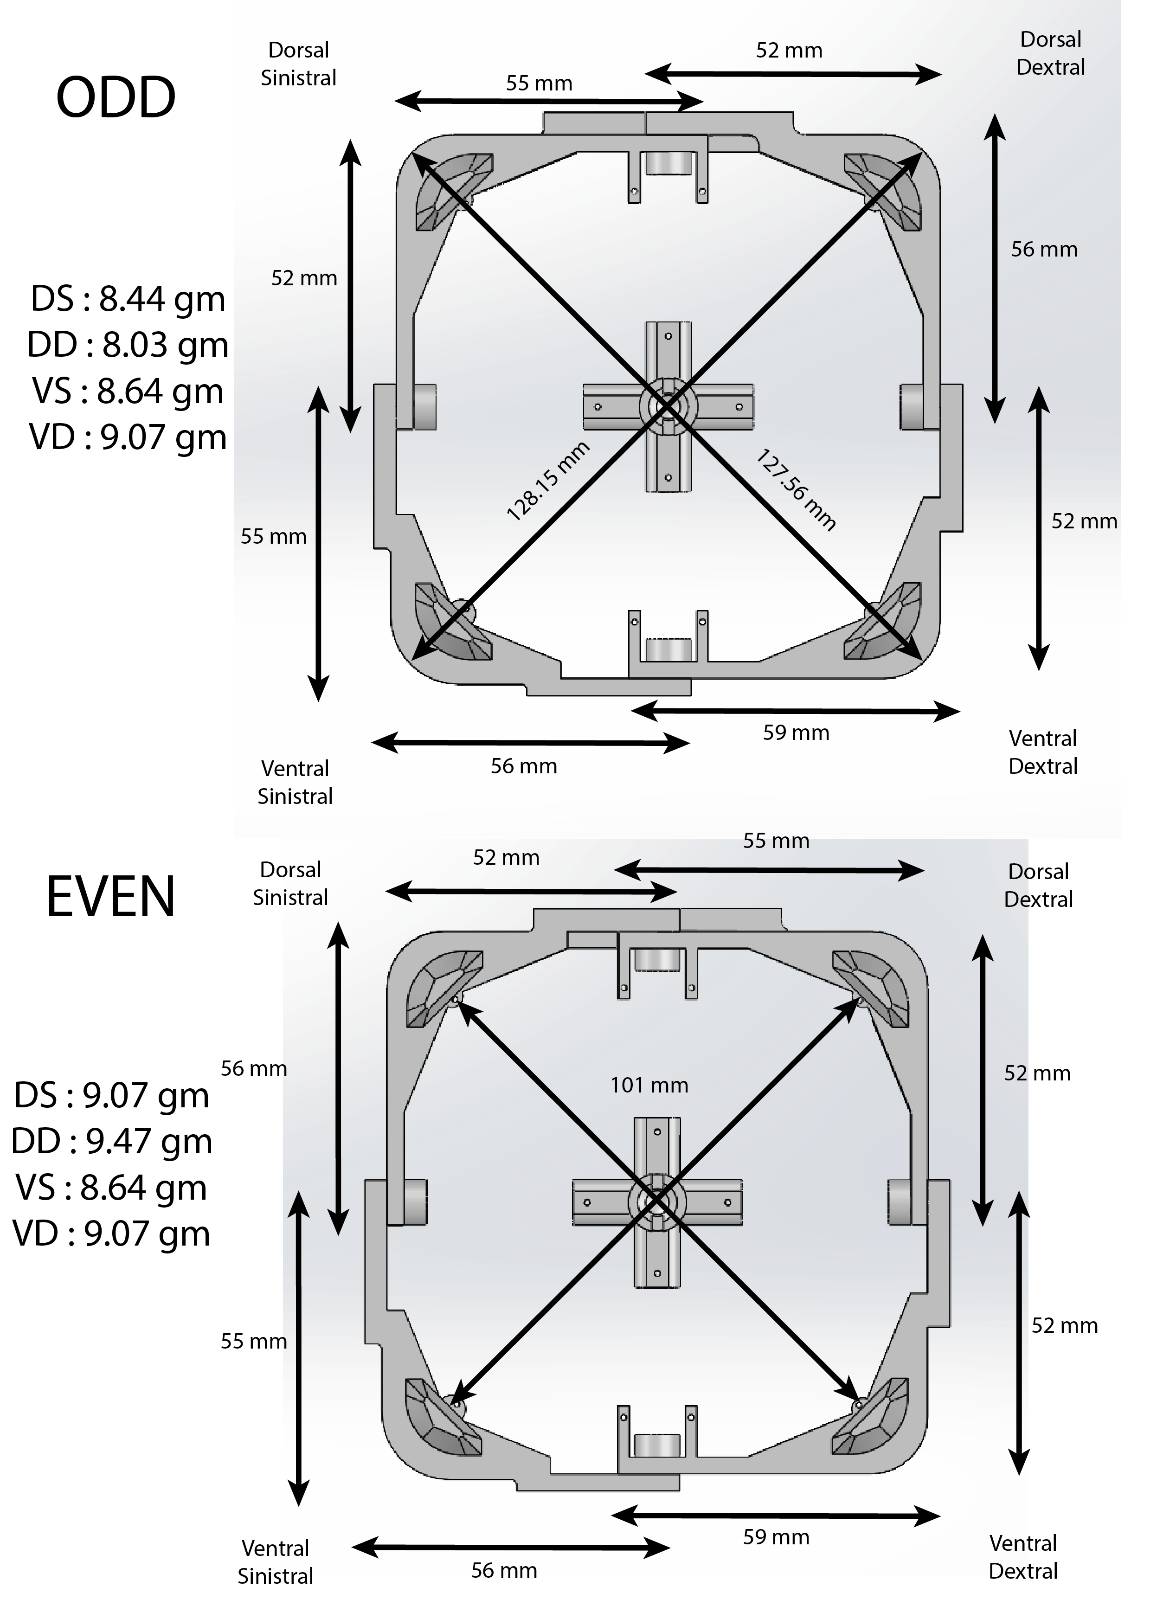 Dorsal
Sinistral
ODD
55 mm
52 mm
Dorsal
Dextral
52 mm
56 mm
DS : 8.44 gm
DD : 8.03 gm
VS : 8.64 gm
VD : 9.07 gm
128.15 mm
127.56 mm
55 mm
52 mm
56 mm
59 mm
Ventral
Sinistral
Ventral
Dextral
EVEN
Dorsal
Sinistral
52 mm
55 mm
Dorsal
Dextral
56 mm
101 mm
52 mm
DS : 9.07 gm
DD : 9.47 gm
VS : 8.64 gm
VD : 9.07 gm
55 mm
52 mm
56 mm
59 mm
Ventral
Sinistral
Ventral
Dextral